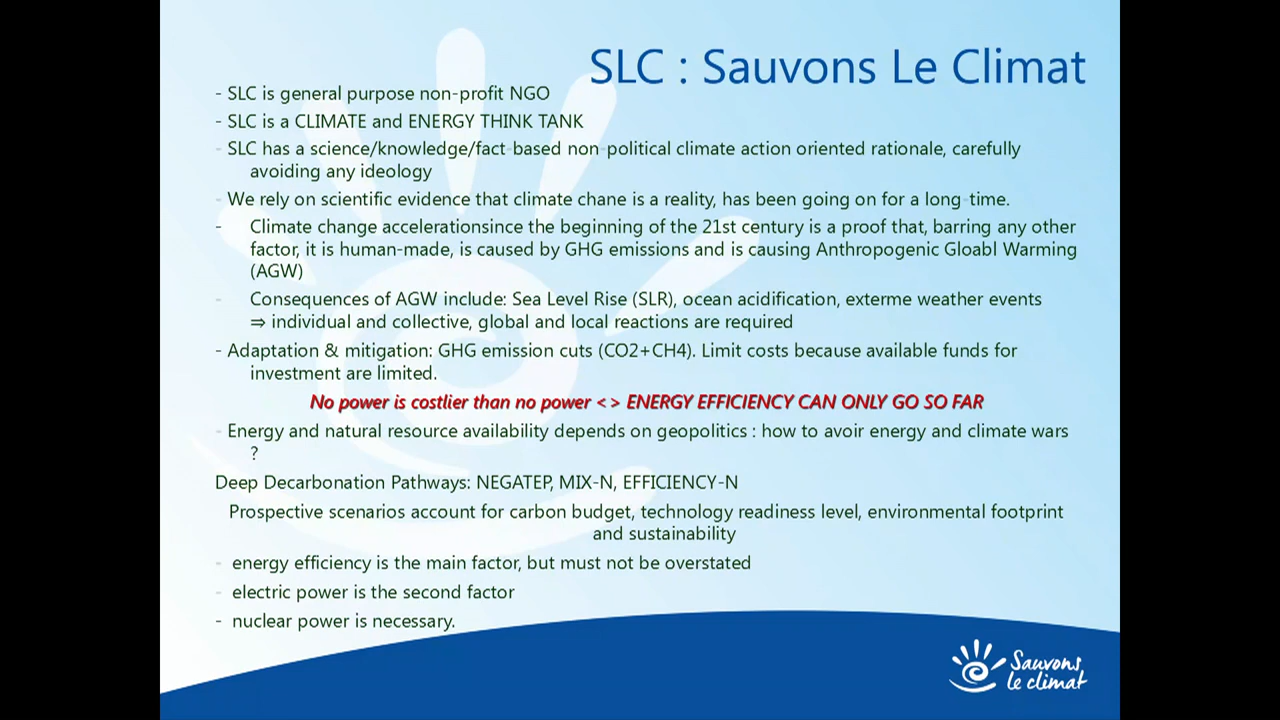 SLC : Sauvons Le Climat
- SLC is general purpose non-profit NGO
- SLC is a CLIMATE and ENERGY THINK TANK
- SLC has a science/knowledge/fact-based non-political climate action oriented rationale, carefully
avoiding any ideology
- We rely on scientific evidence that climate chane is a reality, has been going on for a long-time.
- Climate change accelerationsince the beginning of the 21st century is a proof that, barring any other
factor, it is human-made, is caused by GHG emissions and is causing Anthropogenic Gloabl Warming
(AGW)
- Consequences of AGW include: Sea Level Rise (SLR), ocean acidification, exterme weather events
⇒ individual and collective, global and local reactions are required
- Adaptation & mitigation: GHG emission cuts (CO2+CH4). Limit costs because available funds for
investment are limited.
No power is costlier than no power <> ENERGY EFFICIENCY CAN ONLY GO SO FAR
- Energy and natural resource availability depends on geopolitics : how to avoir energy and climate wars
?
Deep Decarbonation Pathways: NEGATEP, MIX-N, EFFICIENCY-N
Prospective scenarios account for carbon budget, technology readiness level, environmental footprint
and sustainability
- energy efficiency is the main factor, but must not be overstated
- electric power is the second factor
- nuclear power is necessary.
Sauvons
le climat